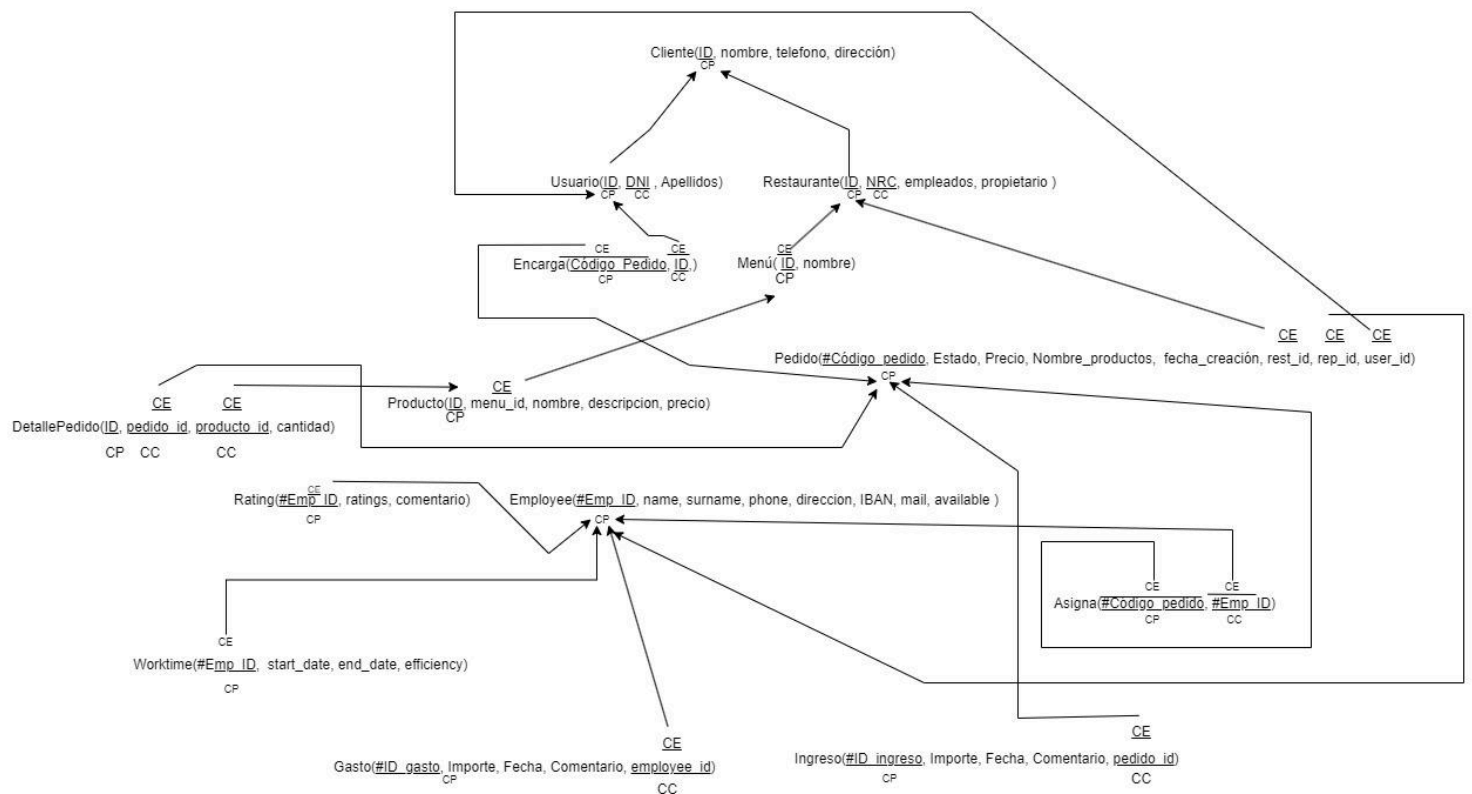 Cliente(ID, nombre, telefono, dirección)
CP
Usuario(ID, DNI , Apellidos)
CP CC
Restaurante(ID, NRC, empleados, propietario )
CP CC
CE CE
Encarga(Código_Pedido, ID,)
CP CC
CE
Menú( ID, nombre)
CP
CE CE CE
Pedido(#Código_pedido, Estado, Precio, Nombre_productos, fecha_creación, rest_id, rep_id, user_id)
CP
CE
Producto(ID, menu_id, nombre, descripcion, precio)
CP
CE CE
DetallePedido(ID, pedido_id, producto_id, cantidad)
CP CC CC
CE
Rating(#Emp_ID, ratings, comentario)
CP
Employee(#Emp_ID, name, surname, phone, direccion, IBAN, mail, available )
CP
CE CE
Asigna(#Código_pedido, #Emp_ID)
CP CC
CE
Worktime(#Emp_ID, start_date, end_date, efficiency)
CP
CE
Gasto(#ID_gasto, Importe, Fecha, Comentario, employee_id)
CP CC
CE
Ingreso(#ID_ingreso, Importe, Fecha, Comentario, pedido_id)
CP CC